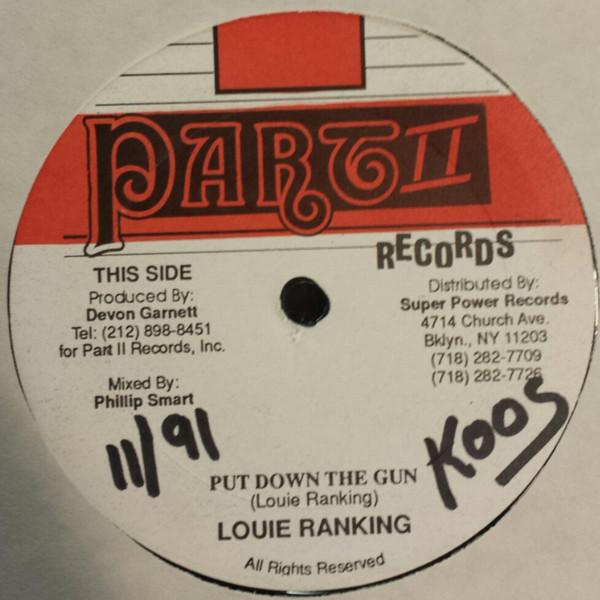 PART II
RECORDS
THIS SIDE
Produced By:
Devon Garnett
Tel: (212) 898-8451
for Part II Records, Inc.
Mixed By:
Phillip Smart
Distributed By:
Super Power Records
4714 Church Ave.
Bklyn., NY 11203
(718) 282-7709
(718) 282-7726
11/91
KOOS
PUT DOWN THE GUN
(Louie Ranking)
LOUIE RANKING
All Rights Reserved